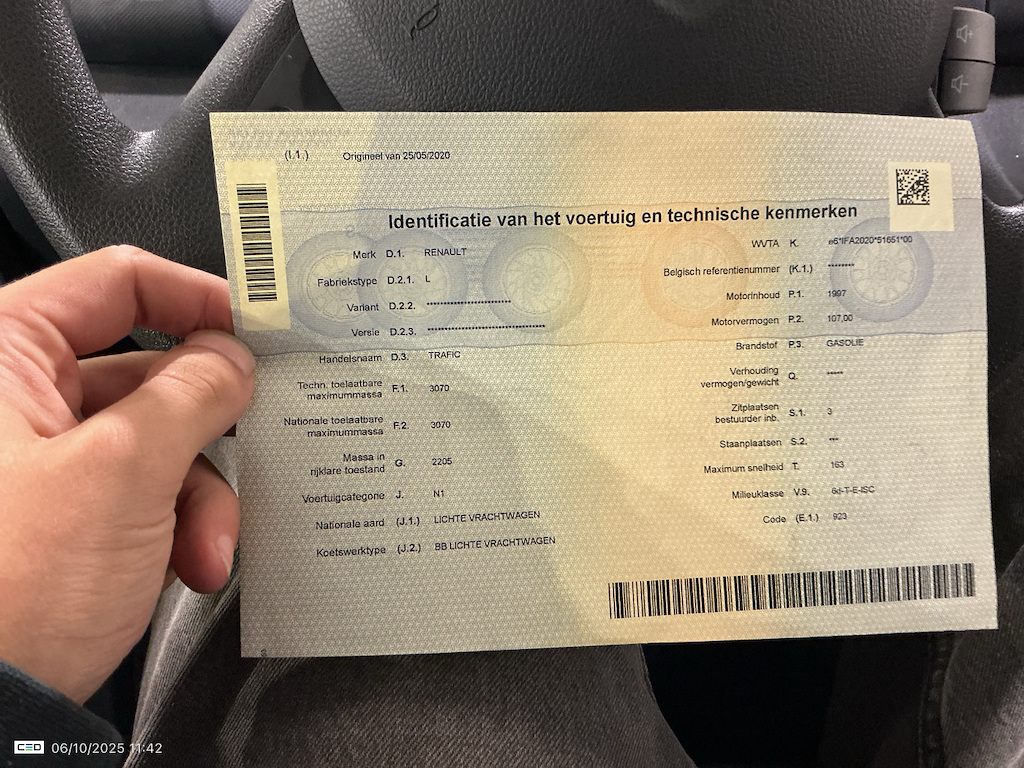 (I.1.) Origineel van 25/05/2020
Identificatie van het voertuig en technische kenmerken
Merk D.1. RENAULT
Fabriekstype D.2.1. L
Variant D.2.2. **********************
Versie D.2.3. *******************************
Handelsnaam D.3. TRAFIC
Techn. toelaatbare
maximummassa F.1. 3070
Nationale toelaatbare
maximummassa F.2. 3070
Massa in
rijklare toestand G. 2205
Voertuigcategorie J. N1
Nationale aard (J.1.) LICHTE VRACHTWAGEN
Koetswerktype (J.2.) BB LICHTE VRACHTWAGEN
WVTA K.
Belgisch referentienummer (K.1.) ********
Motorinhoud P.1. 1997
Motorvermogen P.2. 107,00
Brandstof P.3. GASOLIE
Verhouding
vermogen/gewicht Q. *****
Zitplaatsen
bestuurder inb. S.1. 3
Staanplaatsen S.2. ***
Maximum snelheid T. 163
Milieuklasse V.9. 6d-T-E-ISC
Code (E.1.) 923
CEO 06/10/2025 11:42